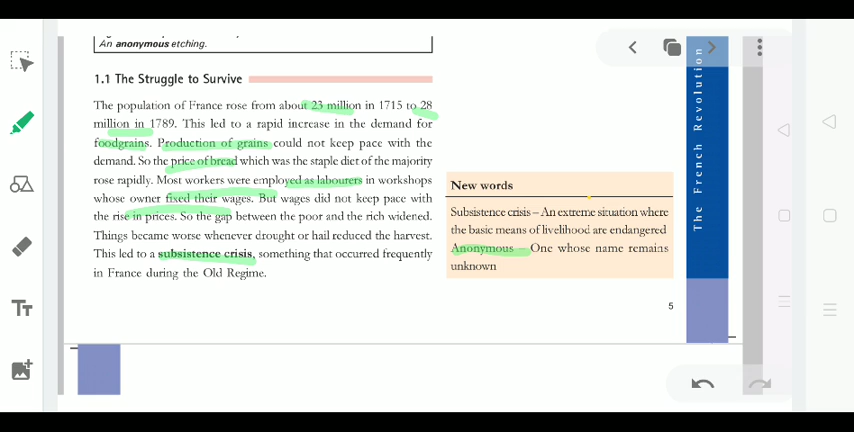 An anonymous etching.
1.1 The Struggle to Survive
The population of France rose from about 23 million in 1715 to 28
million in 1789. This led to a rapid increase in the demand for
foodgrains. Production of grains could not keep pace with the
demand. So the price of bread which was the staple diet of the majority
rose rapidly. Most workers were employed as labourers in workshops
whose owner fixed their wages. But wages did not keep pace with
the rise in prices. So the gap between the poor and the rich widened.
Things became worse whenever drought or hail reduced the harvest.
This led to a subsistence crisis, something that occurred frequently
in France during the Old Regime.
New words
Subsistence crisis – An extreme situation where
the basic means of livelihood are endangered
Anonymous – One whose name remains
unknown
5
The French Revolution
Tт